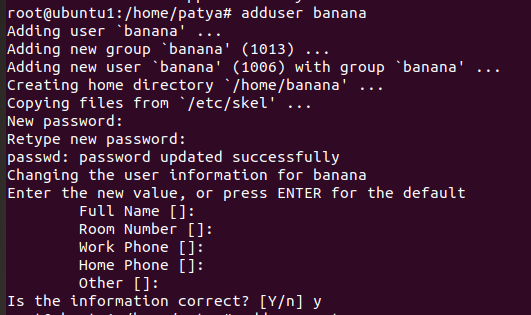 root@ubuntu1:/home/patya# adduser banana
Adding user `banana' ...
Adding new group `banana' (1013) ...
Adding new user `banana' (1006) with group `banana' ...
Creating home directory `/home/banana' ...
Copying files from `/etc/skel' ...
New password:
Retype new password:
passwd: password updated successfully
Changing the user information for banana
Enter the new value, or press ENTER for the default
Full Name []:
Room Number []:
Work Phone []:
Home Phone []:
Other []:
Is the information correct? [Y/n] y